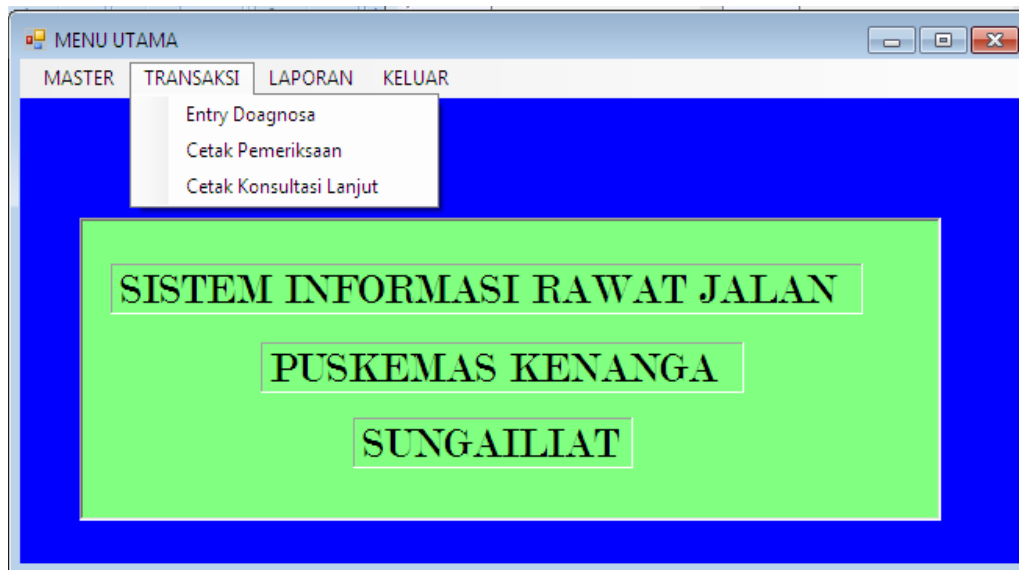 MENU UTAMA
MASTER TRANSAKSI LAPORAN KELUAR
Entry Doagnosa
Cetak Pemeriksaan
Cetak Konsultasi Lanjut
SISTEM INFORMASI RAWAT JALAN
PUSKEMAS KENANGA
SUNGAILIAT